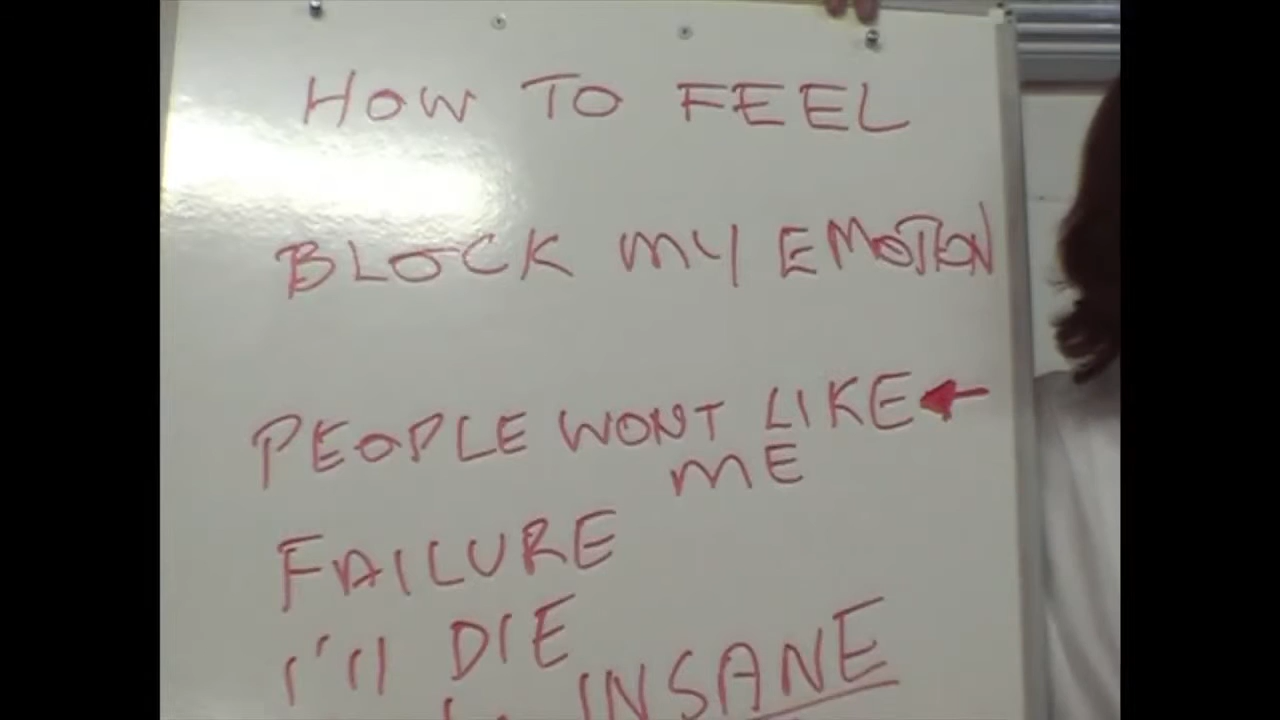 HOW TO FEEL
BLOCK MY EMOTION
PEOPLE WONT LIKE
ME
FAILURE
I'll DIE
INSANE